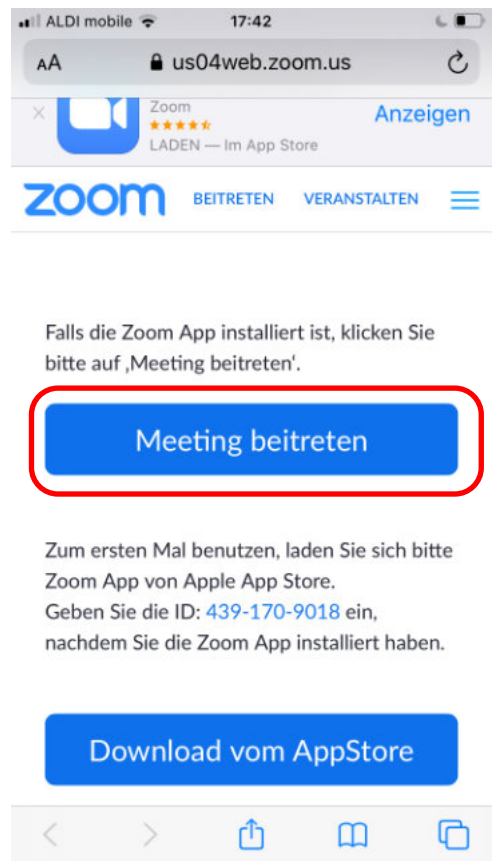 ALDI mobile 17:42
AA us04web.zoom.us
Zoom
Anzeigen
LADEN — Im App Store
zoom BEITRETEN VERANSTALTEN
Falls die Zoom App installiert ist, klicken Sie
bitte auf ‚Meeting beitreten‘.
Meeting beitreten
Zum ersten Mal benutzen, laden Sie sich bitte
Zoom App von Apple App Store.
Geben Sie die ID: 439-170-9018 ein,
nachdem Sie die Zoom App installiert haben.
Download vom AppStore